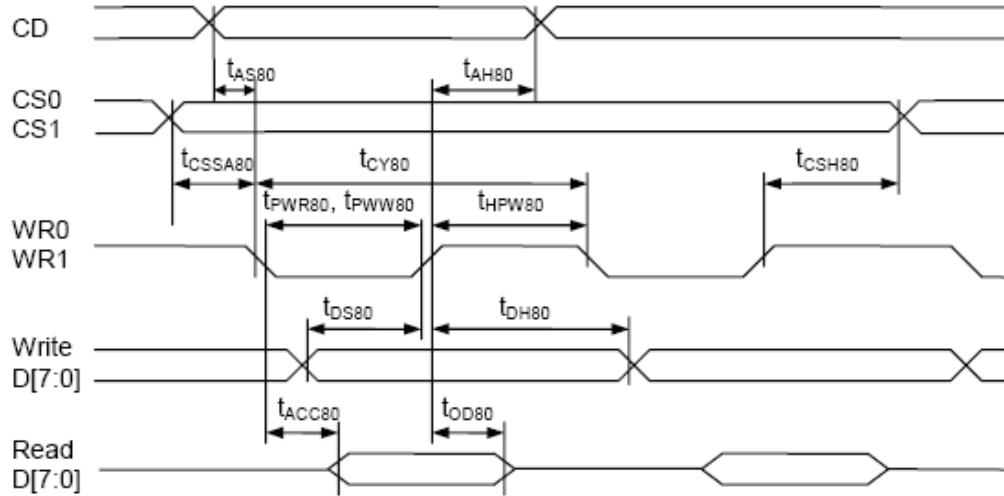 CD
tAS80
tAH80
CS0
CS1
tCSSA80
tCY80
tCSH80
tPWR80, tPWW80
tHPW80
WR0
WR1
tDS80
tDH80
Write
D[7:0]
tACC80
tOD80
Read
D[7:0]